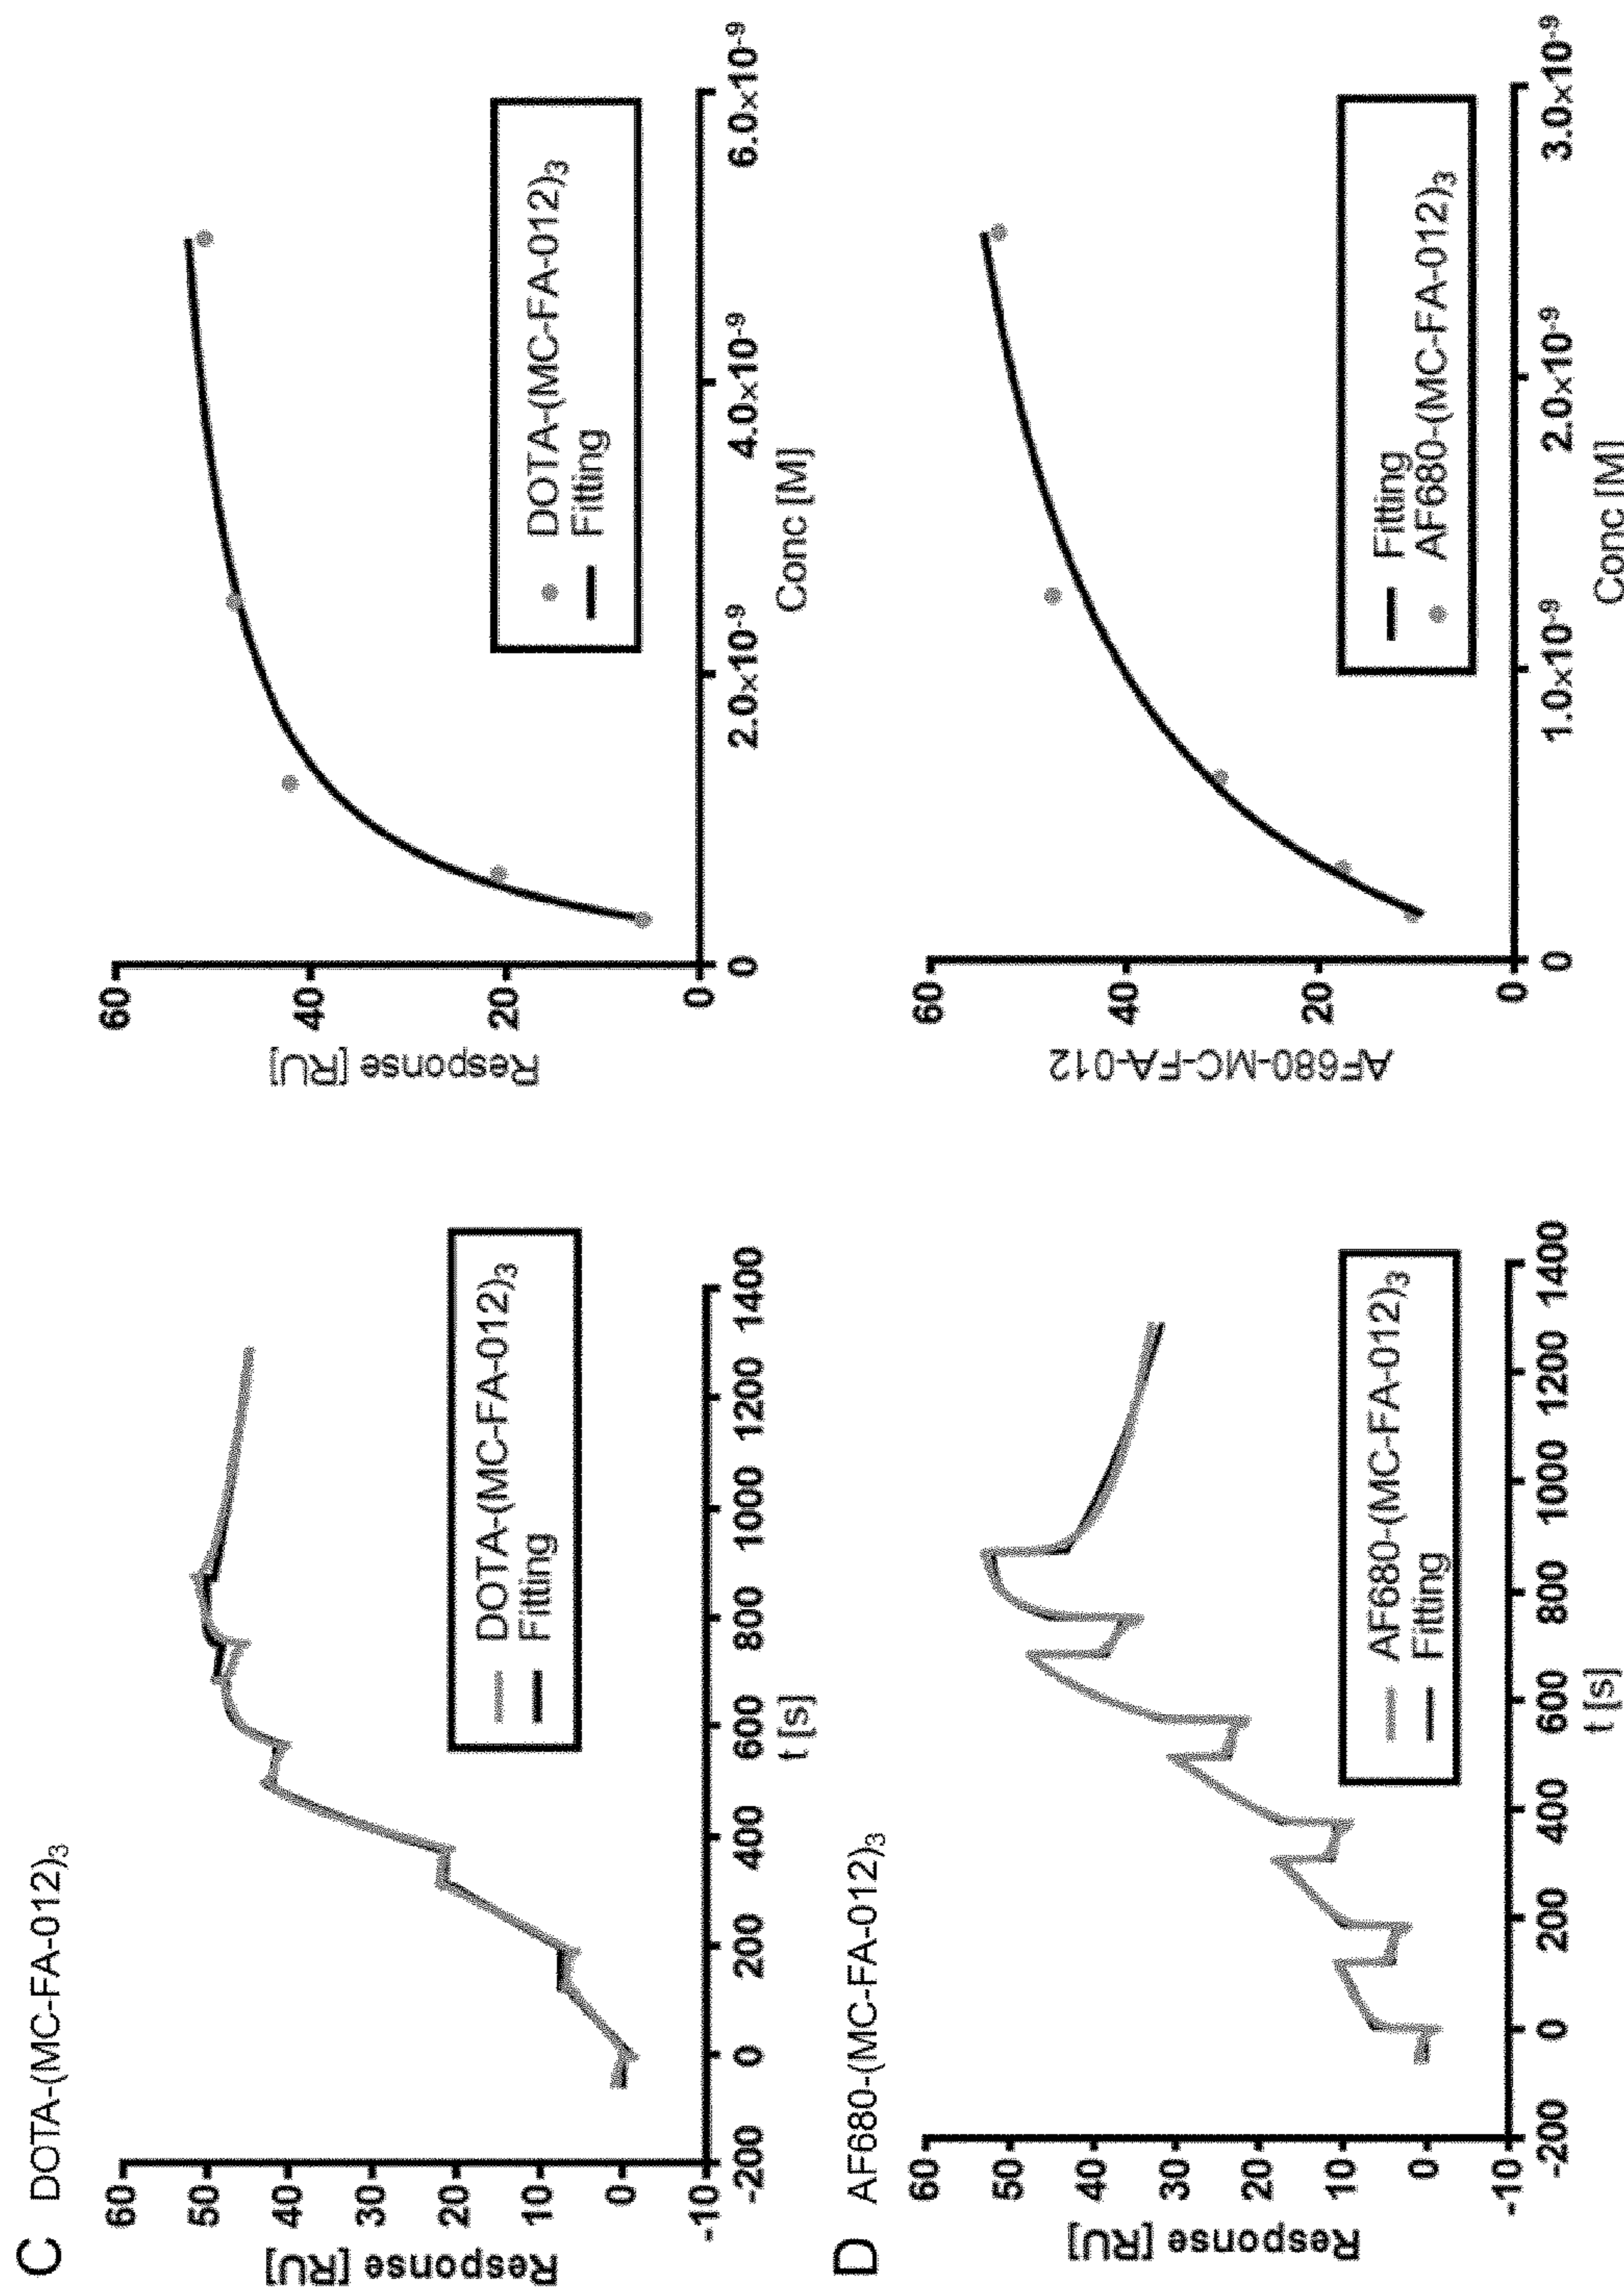 C DOTA-(MC-FA-012)3
Response [RU]
60
50
40
30
20
10
0
-10
-200 0 200 400 600 800 1000 1200 1400
t [s]
DOTA-(MC-FA-012)3
Fitting
Response [RU]
60
40
20
0
0 2.0×10-9 4.0×10-9 6.0×10-9
Conc [M]
DOTA-(MC-FA-012)3
Fitting
D AF680-(MC-FA-012)3
Response [RU]
60
50
40
30
20
10
0
-10
-200 0 200 400 600 800 1000 1200 1400
t [s]
AF680-(MC-FA-012)3
Fitting
AF680-MC-FA-012
60
40
20
0
0 1.0×10-9 2.0×10-9 3.0×10-9
Conc [M]
Fitting
AF680-(MC-FA-012)3